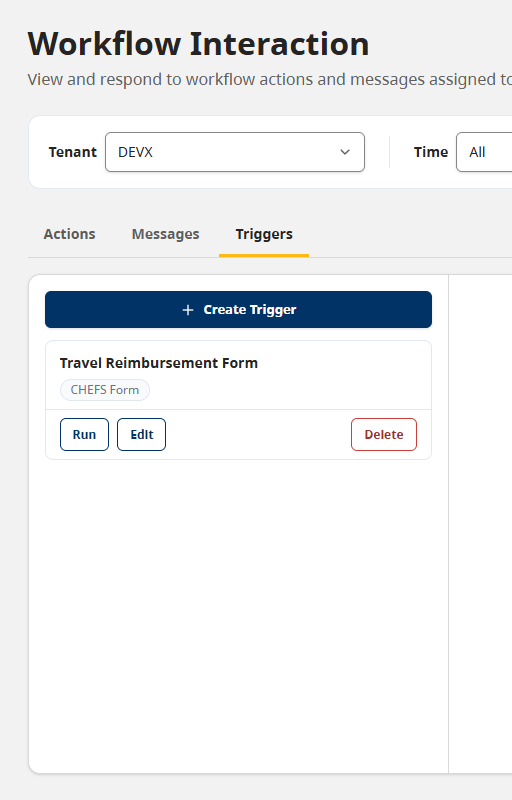 Workflow Interaction
View and respond to workflow actions and messages assigned to
Tenant DEVX Time All
Actions Messages Triggers
+ Create Trigger
Travel Reimbursement Form
CHEFS Form
Run Edit Delete